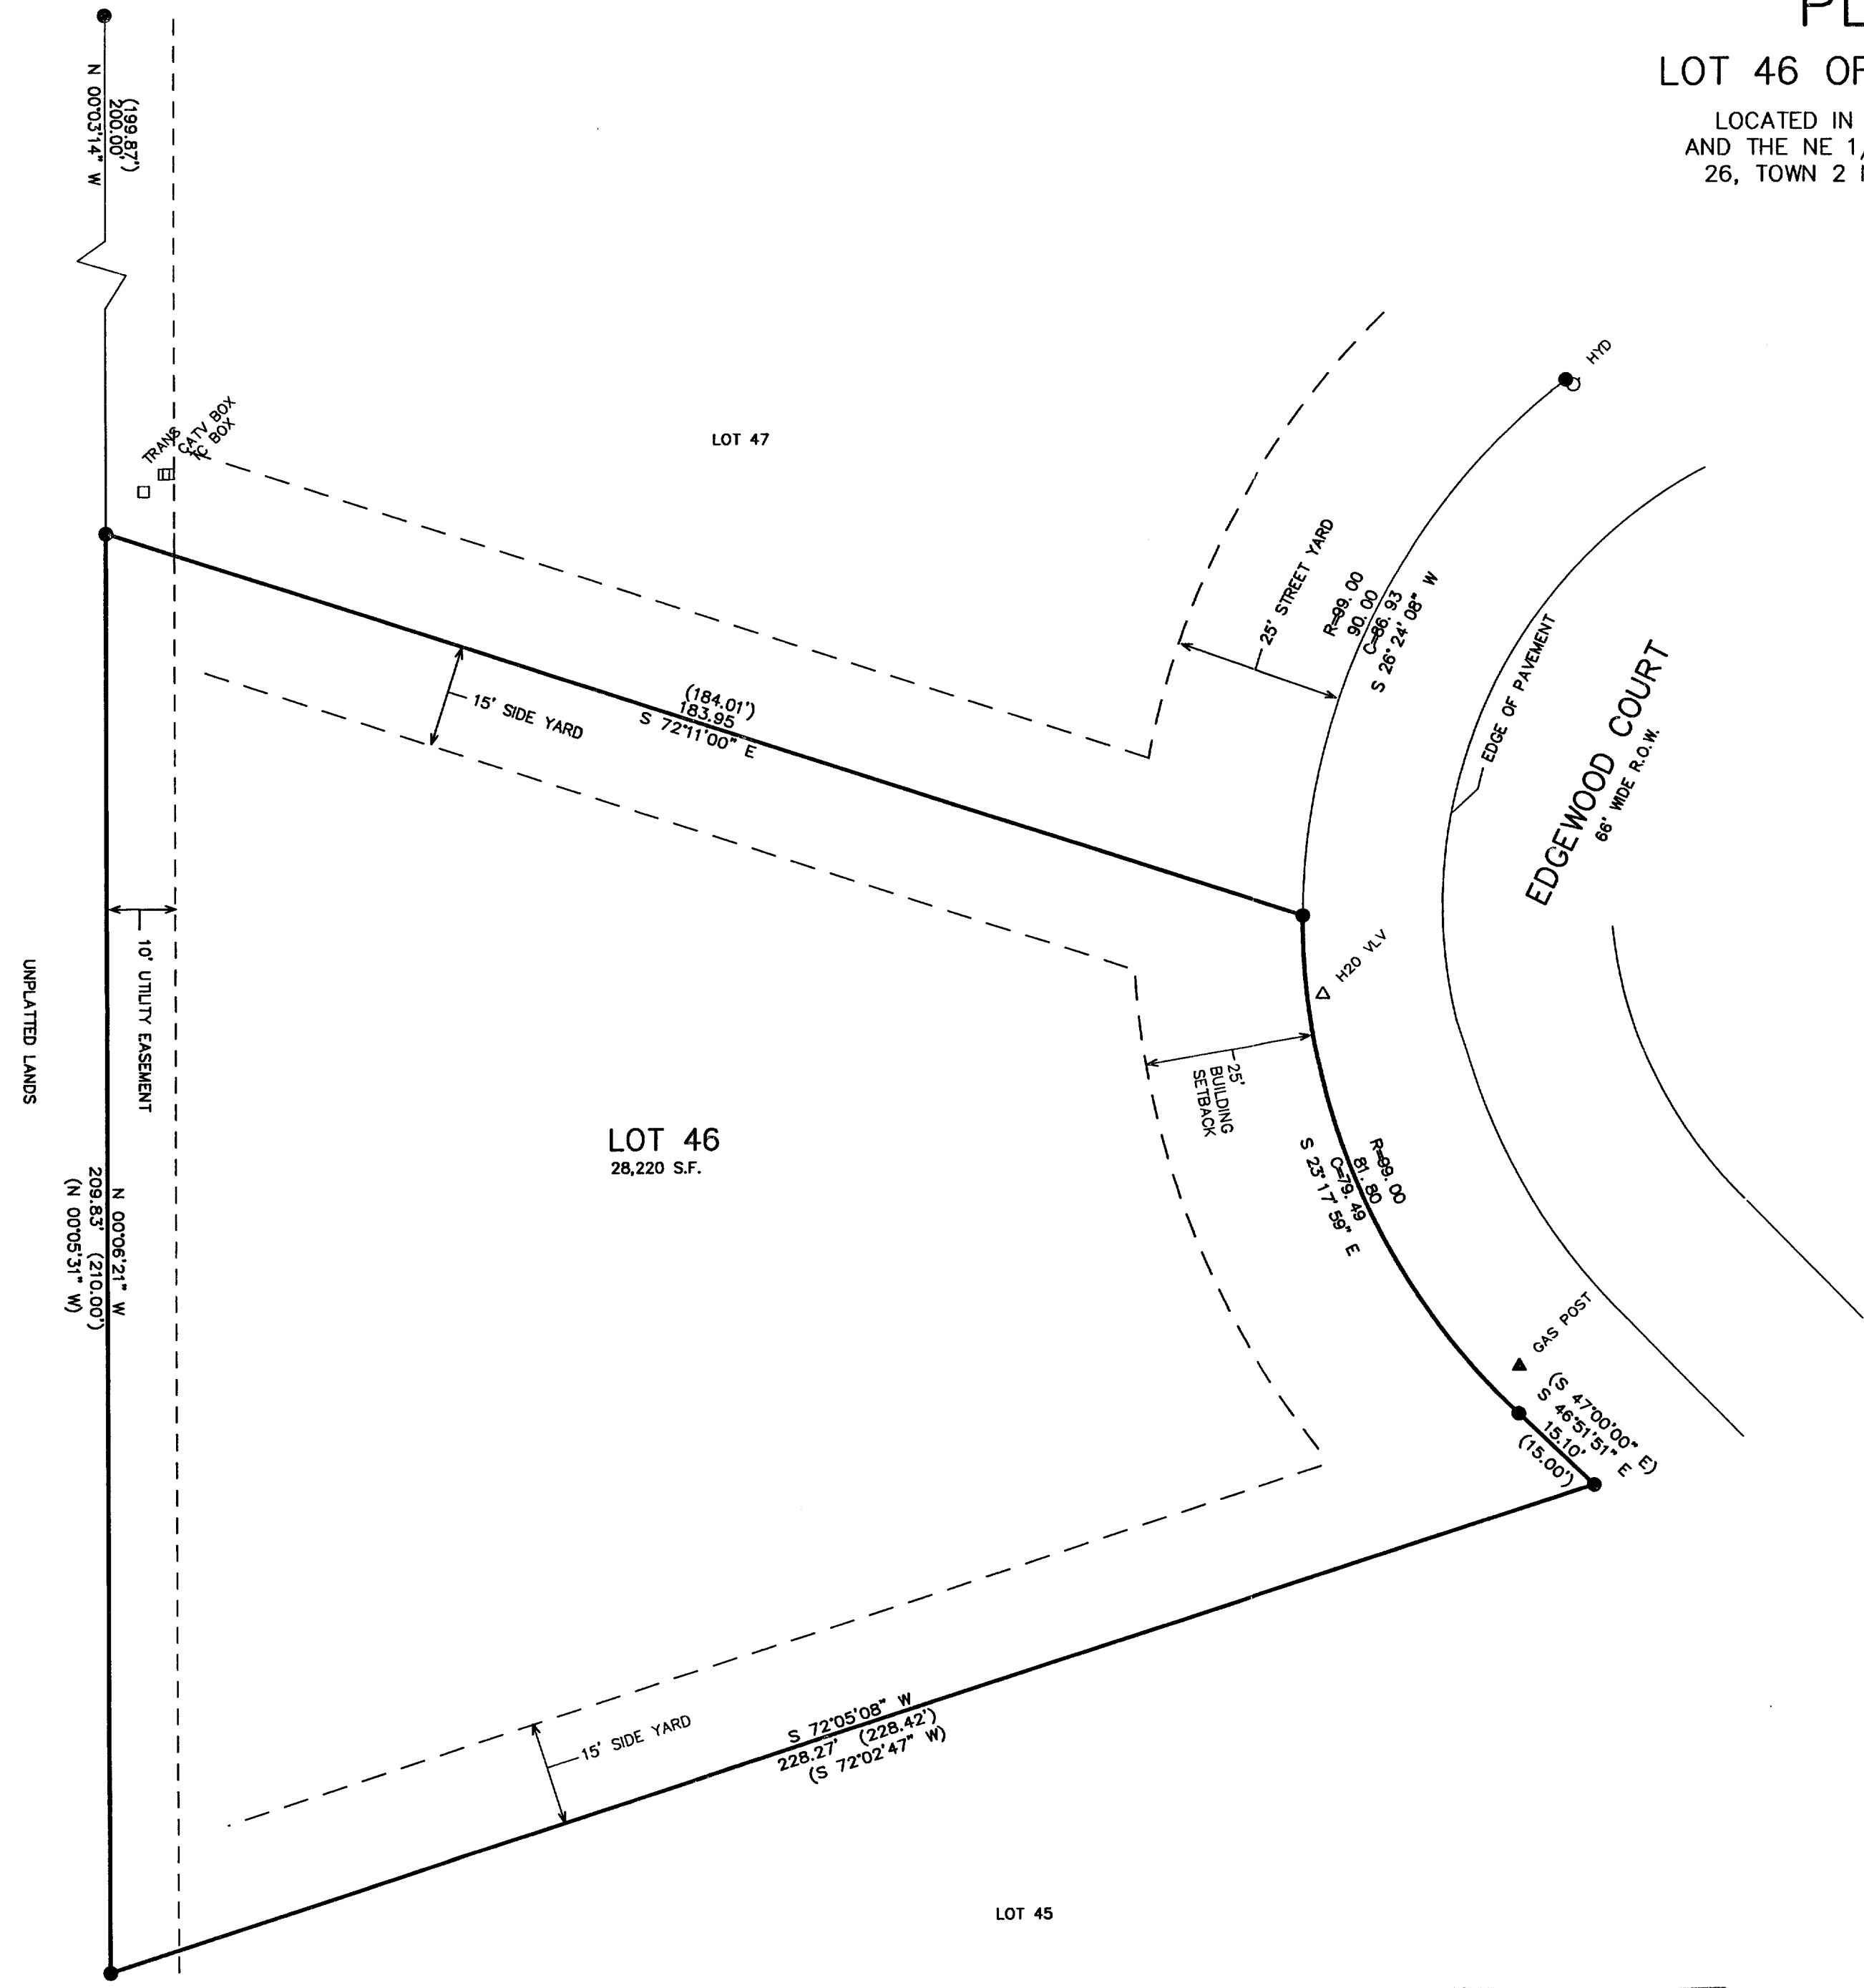 PL
LOT 46 OF
LOCATED IN
AND THE NE 1/
26, TOWN 2
(199.87')
200.00'
N 00°03'14" W
HYD
TRANS
CATV BOX
TC BOX
LOT 47
25' STREET YARD
R=99.00
90.00
C=86.93
S 26°24'08" W
EDGE OF PAVEMENT
EDGEWOOD COURT
66' WIDE R.O.W.
15' SIDE YARD
(184.01')
183.95
S 72°11'00" E
H20 VLV
10' UTILITY EASEMENT
UNPLATTED LANDS
25'
BUILDING
SETBACK
LOT 46
28,220 S.F.
R=99.00
81.80
C=79.49
S 23°17'59" E
N 00°06'21" W
209.83' (210.00')
(N 00°05'31" W)
GAS POST
(S 47°00'00" E)
S 46°51'51" E
15.10'
(15.00')
15' SIDE YARD
S 72°05'08" W
228.27' (228.42')
(S 72°02'47" W)
LOT 45